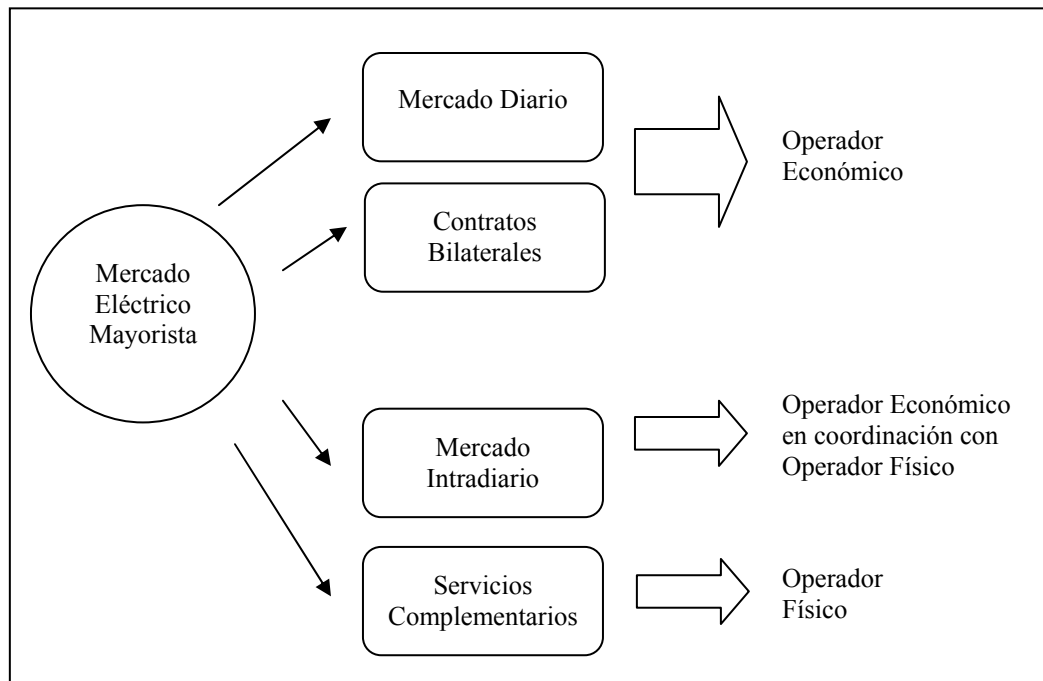 Mercado Diario
Operador
Económico
Contratos
Bilaterales
Mercado
Eléctrico
Mayorista
Mercado
Intradiario
Operador Económico
en coordinación con
Operador Físico
Servicios
Complementarios
Operador
Físico